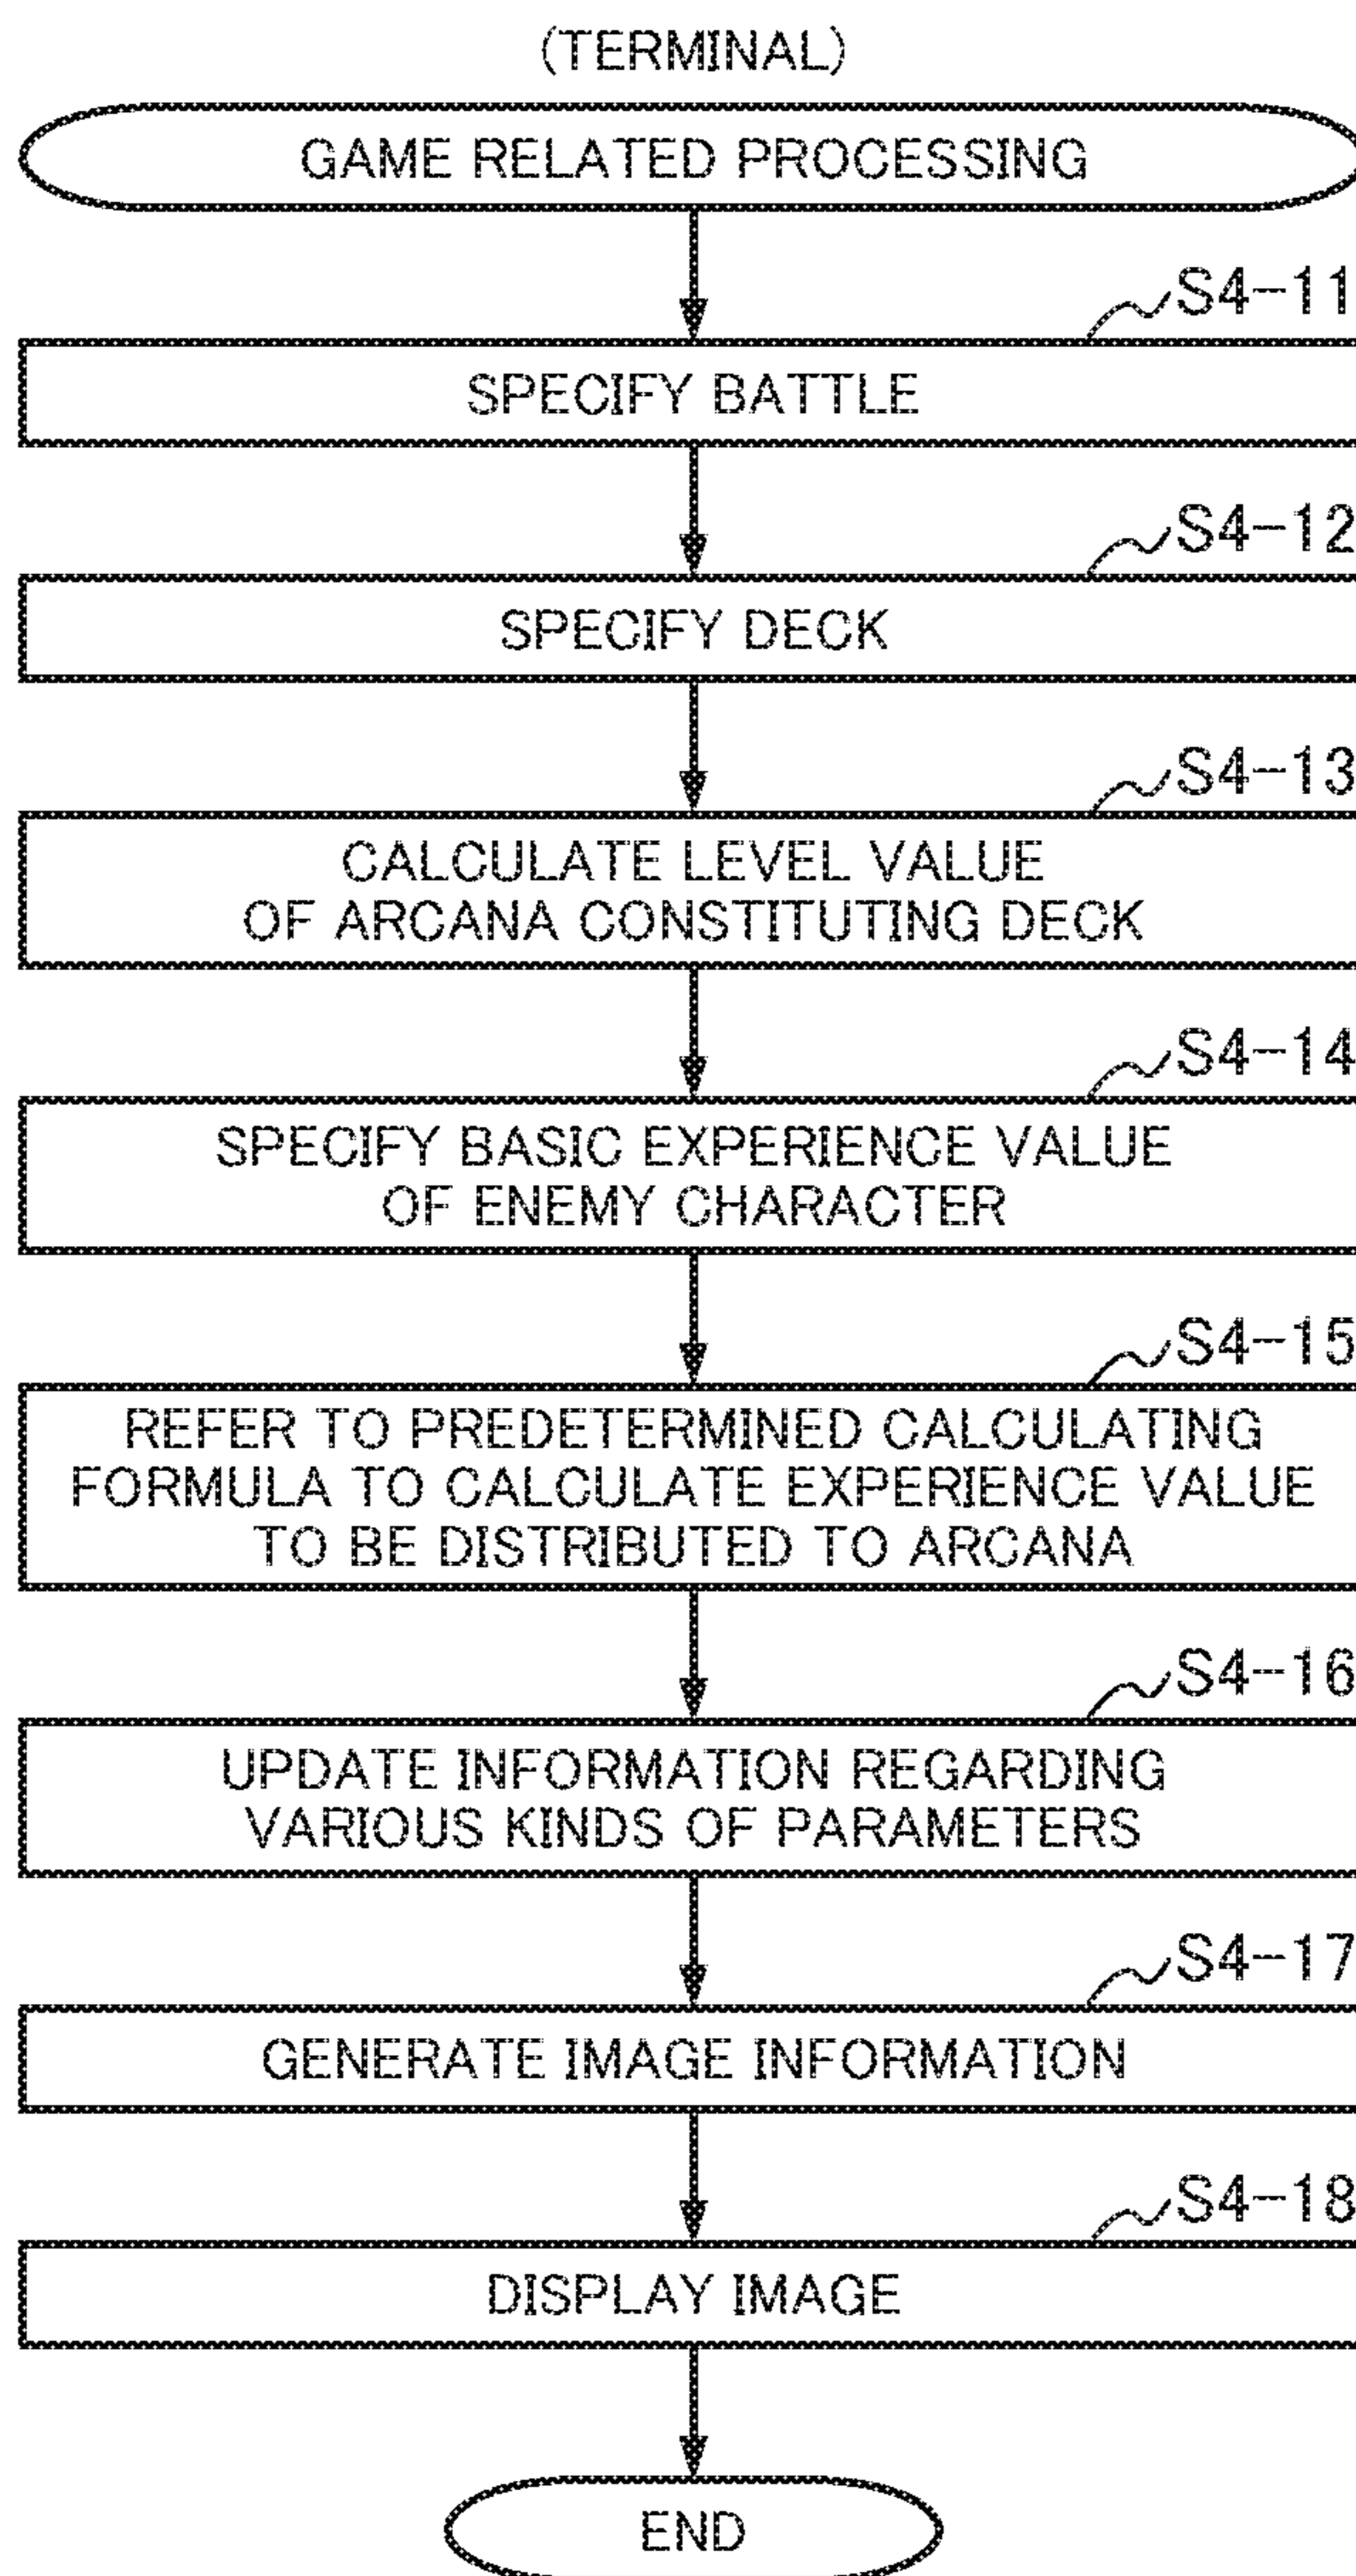 (TERMINAL)
GAME RELATED PROCESSING
S4-11
SPECIFY BATTLE
S4-12
SPECIFY DECK
S4-13
CALCULATE LEVEL VALUE
OF ARCANA CONSTITUTING DECK
S4-14
SPECIFY BASIC EXPERIENCE VALUE
OF ENEMY CHARACTER
S4-15
REFER TO PREDETERMINED CALCULATING
FORMULA TO CALCULATE EXPERIENCE VALUE
TO BE DISTRIBUTED TO ARCANA
S4-16
UPDATE INFORMATION REGARDING
VARIOUS KINDS OF PARAMETERS
S4-17
GENERATE IMAGE INFORMATION
S4-18
DISPLAY IMAGE
END